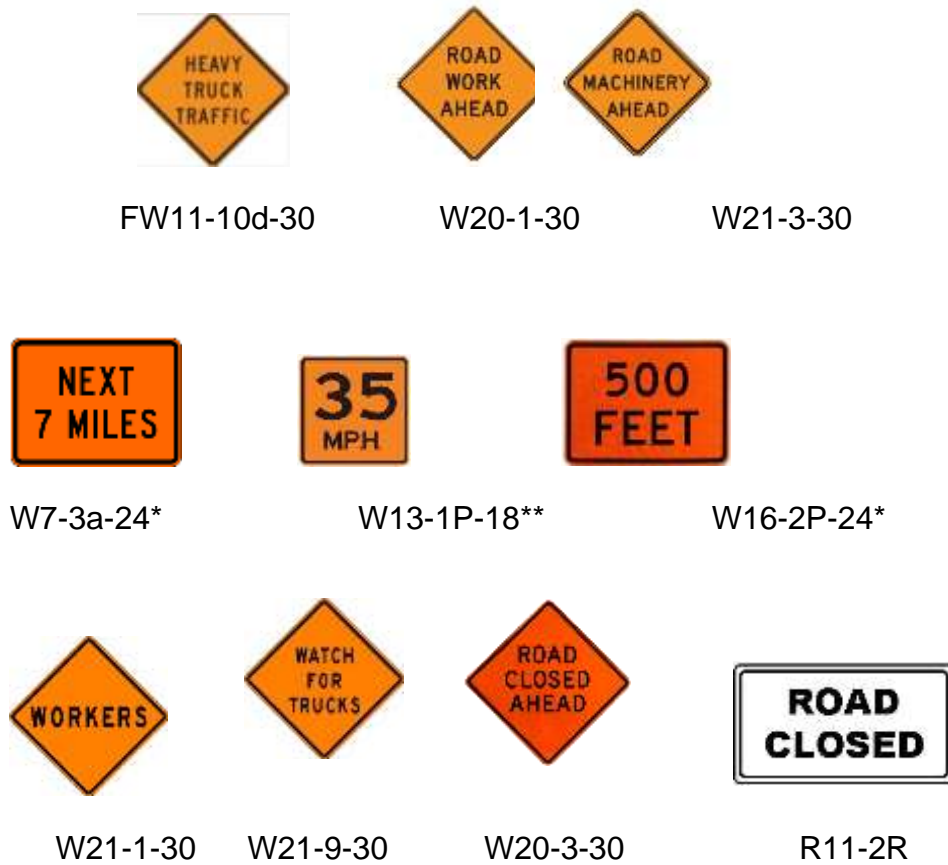 HEAVY
TRUCK
TRAFFIC
ROAD
WORK
AHEAD
ROAD
MACHINERY
AHEAD
FW11-10d-30 W20-1-30 W21-3-30
NEXT
7 MILES
35
MPH
500
FEET
W7-3a-24* W13-1P-18** W16-2P-24*
WORKERS
WATCH
FOR
TRUCKS
ROAD
CLOSED
AHEAD
ROAD
CLOSED
W21-1-30 W21-9-30 W20-3-30 R11-2R